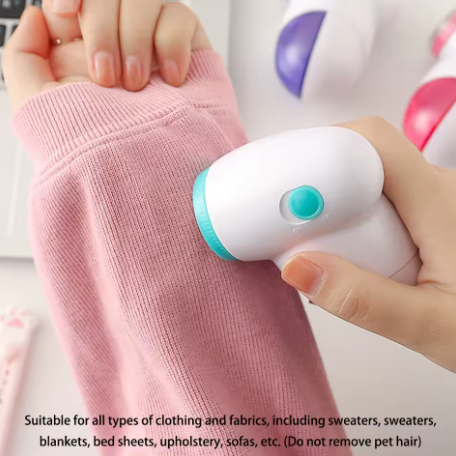 Suitable for all types of clothing and fabrics, including sweaters, sweaters,
blankets, bed sheets, upholstery, sofas, etc. (Do not remove pet hair)